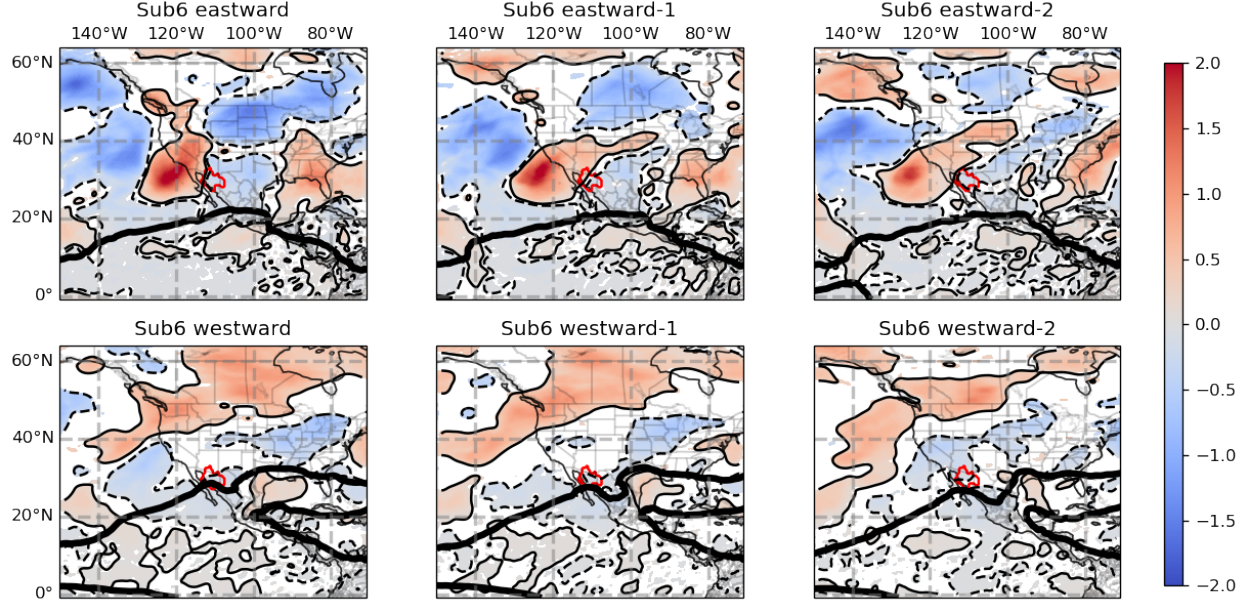 Sub6 eastward
Sub6 eastward-1
Sub6 eastward-2
140°W 120°W 100°W 80°W
140°W 120°W 100°W 80°W
140°W 120°W 100°W 80°W
60°N
40°N
20°N
0°
Sub6 westward
Sub6 westward-1
Sub6 westward-2
60°N
40°N
20°N
0°
2.0
1.5
1.0
0.5
0.0
−0.5
−1.0
−1.5
−2.0